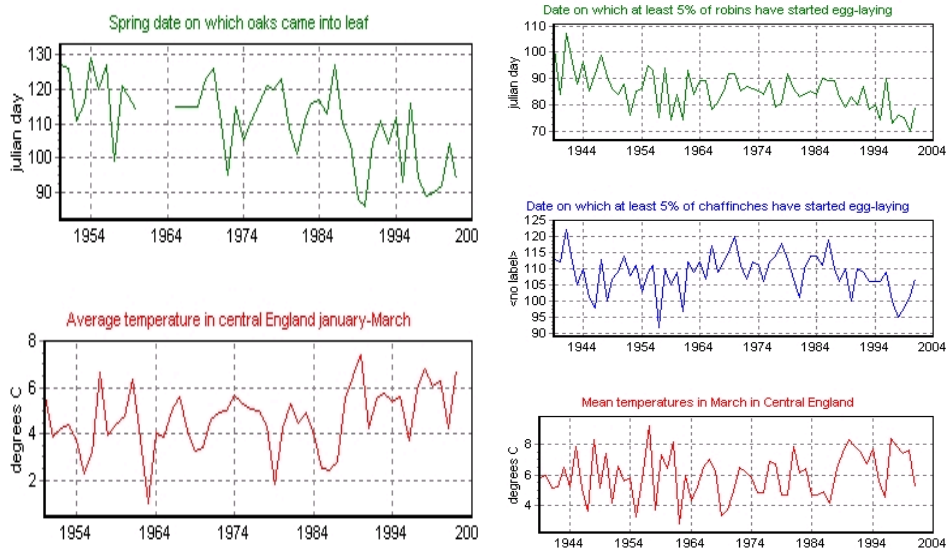 Spring date on which oaks came into leaf
130
120
110
100
90
julian day
1954 1964 1974 1984 1994 200
Average temperature in central England january-March
8
6
4
2
degrees C
1954 1964 1974 1984 1994 2004
Date on which at least 5% of robins have started egg-laying
110
100
90
80
70
julian day
1944 1954 1964 1974 1984 1994 2004
Date on which at least 5% of chaffinches have started egg-laying
125
120
115
110
105
100
95
90
<no label>
1944 1954 1964 1974 1984 1994 2004
Mean temperatures in March in Central England
8
6
4
degrees C
1944 1954 1964 1974 1984 1994 2004